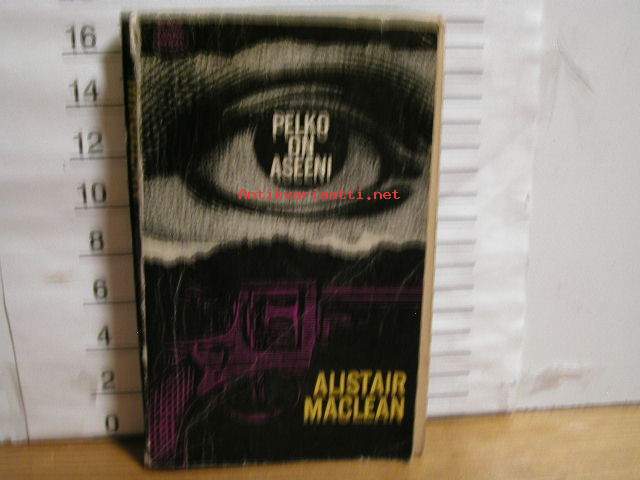 16
14
12
10
8
6
4
2
0
PELKO
ON
ASEENI
Antikvariaatti.net
ALISTAIR
MACLEAN